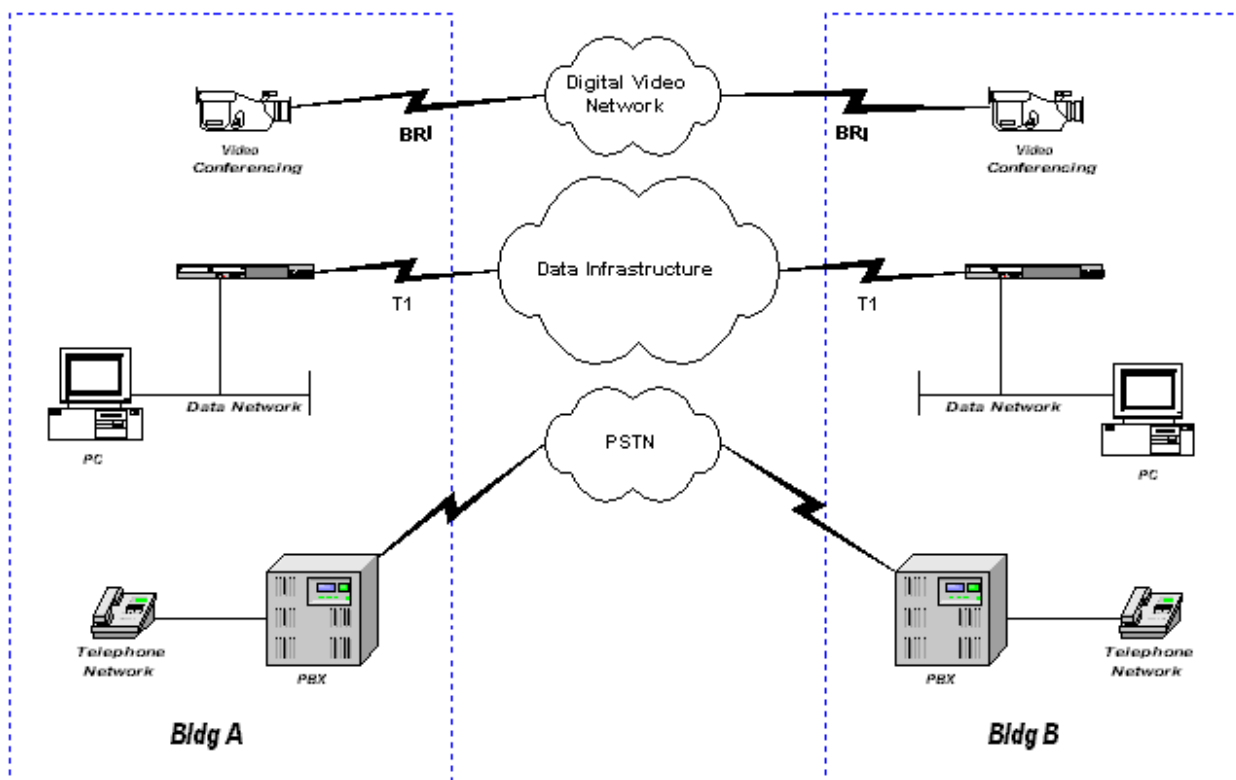 Digital Video
Network
BRI
BRI
Video
Conferencing
Video
Conferencing
Data Infrastructure
T1
T1
Data Network
Data Network
PC
PC
PSTN
Telephone
Network
PBX
PBX
Telephone
Network
Bldg A
Bldg B